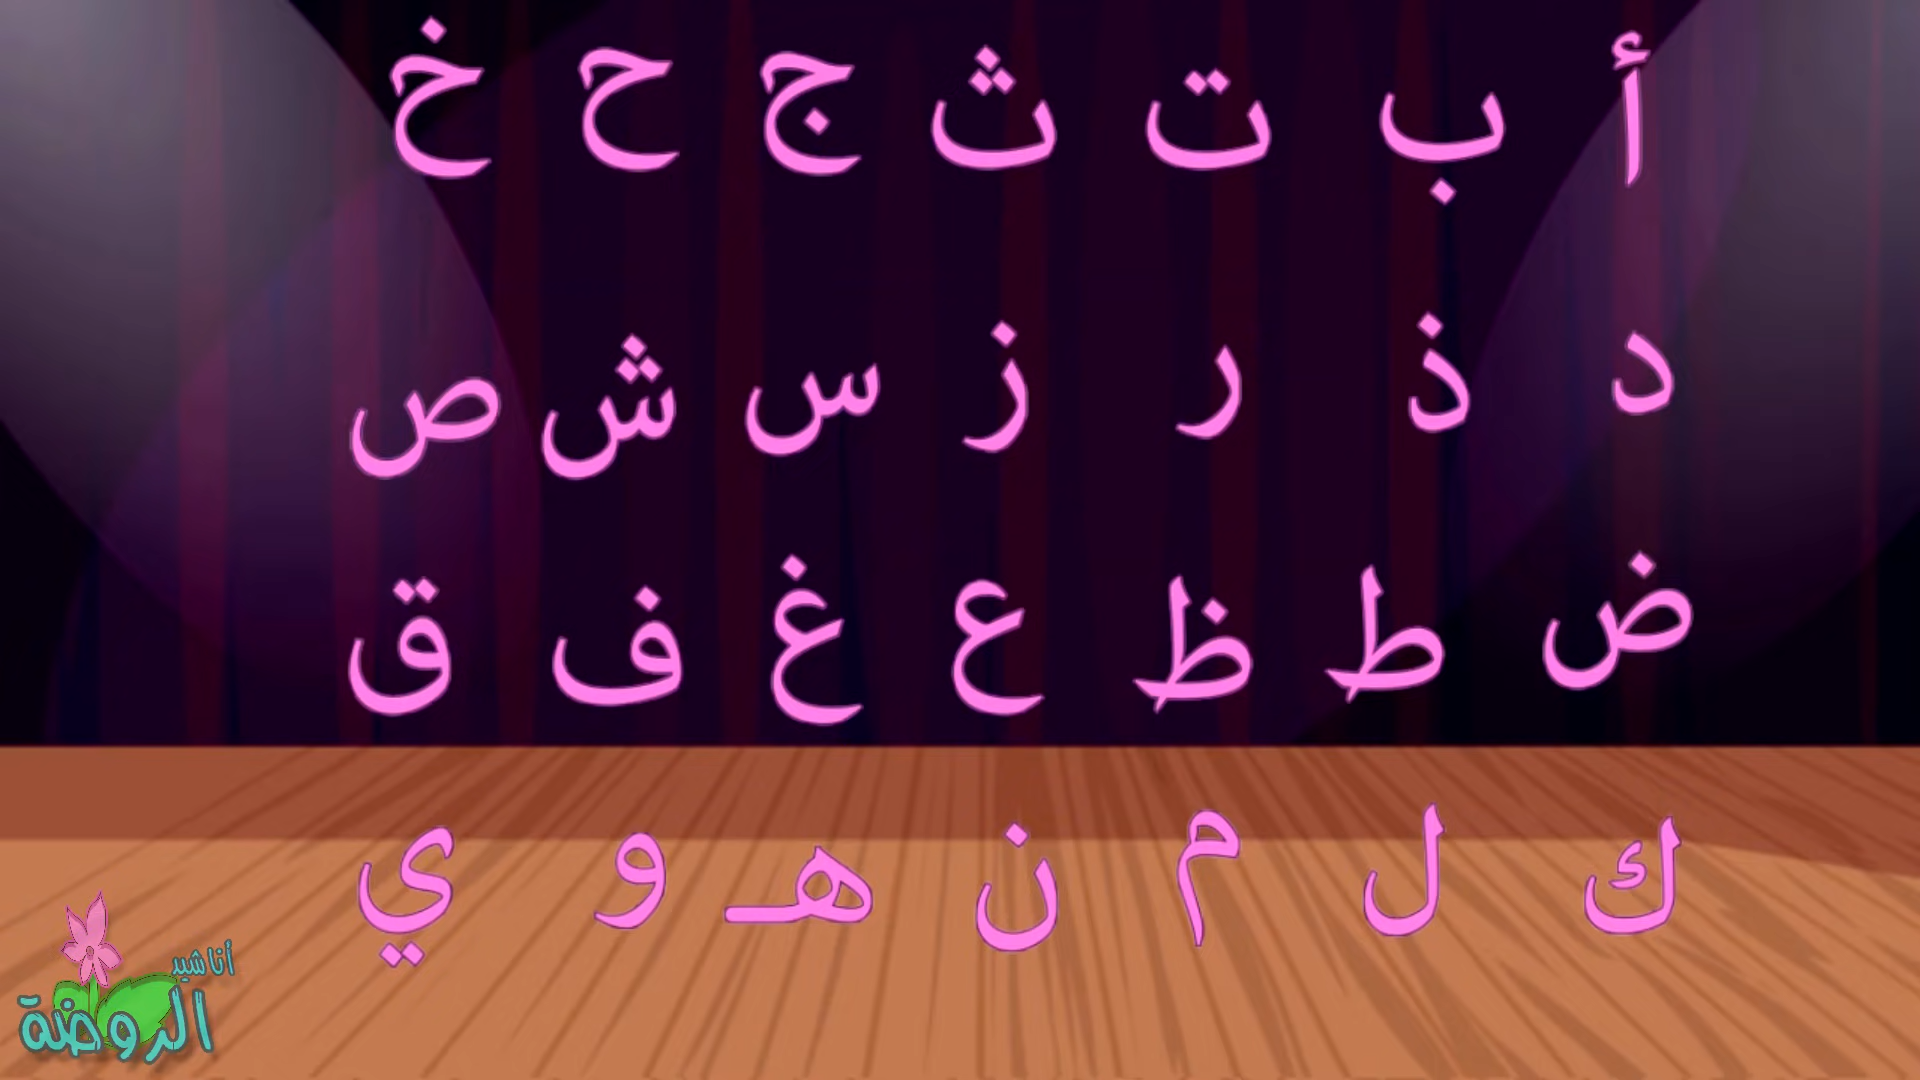 أ ب ت ث ج ح خ
د ذ ر ز س ش ص
ض ط ظ ع غ ف ق
ك ل م ن هـ و ي
أناشيد
الروضة